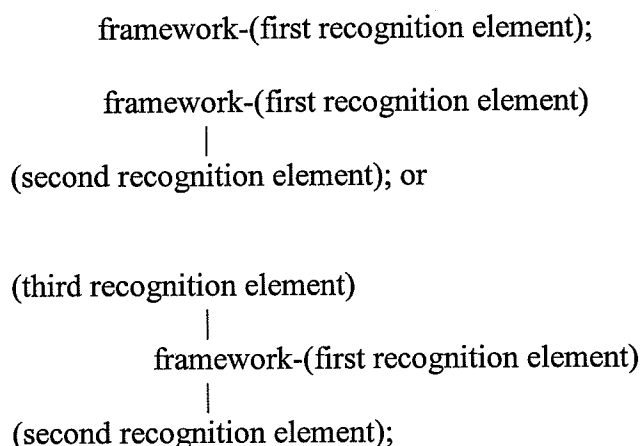 framework-(first recognition element);
framework-(first recognition element)
|
(second recognition element); or
(third recognition element)
|
framework-(first recognition element)
|
(second recognition element);